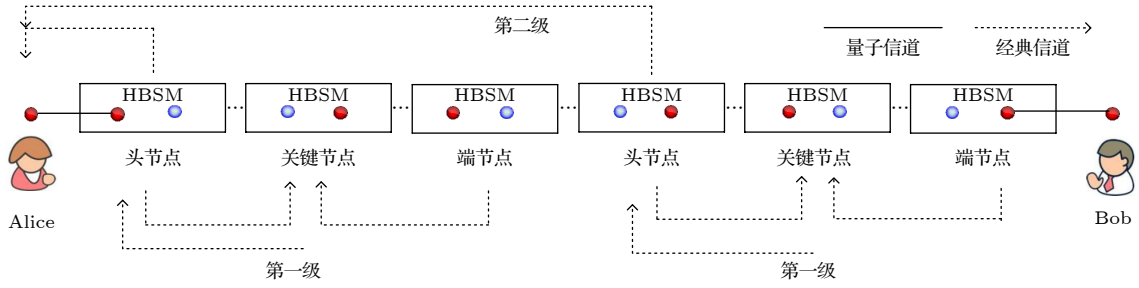 第二级
量子信道
经典信道
HBSM
HBSM
HBSM
HBSM
HBSM
HBSM
头节点
关键节点
端节点
头节点
关键节点
端节点
Alice
Bob
第一级
第一级